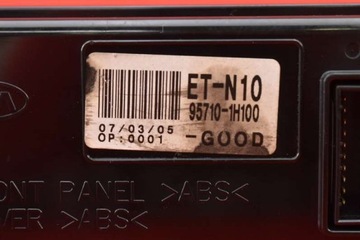 ET-N10
95710-1H100
07/03/05
OP:0001 -GOOD
ONT PANEL >ABS<
VER >ABS<